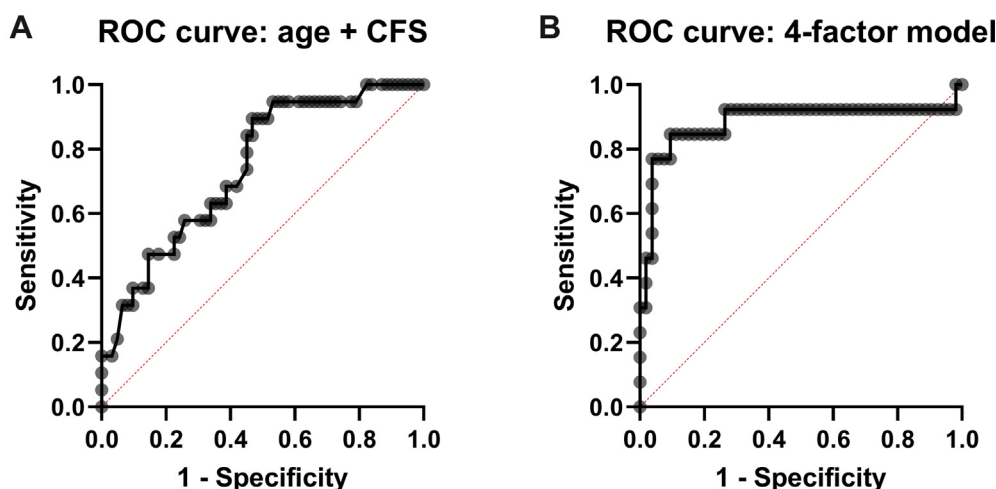 A
ROC curve: age + CFS
1.0
0.8
0.6
0.4
0.2
0.0
Sensitivity
0.0 0.2 0.4 0.6 0.8 1.0
1 - Specificity
B
ROC curve: 4-factor model
1.0
0.8
0.6
0.4
0.2
0.0
Sensitivity
0.0 0.2 0.4 0.6 0.8 1.0
1 - Specificity